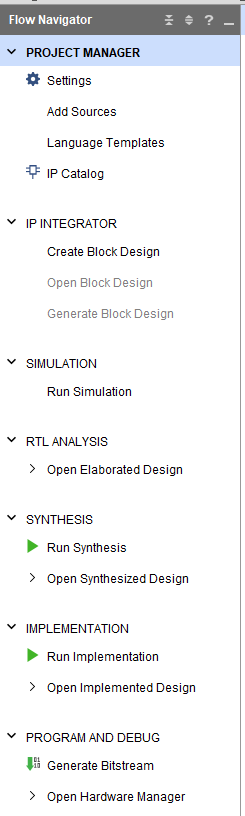 Flow Navigator
PROJECT MANAGER
Settings
Add Sources
Language Templates
IP Catalog
IP INTEGRATOR
Create Block Design
Open Block Design
Generate Block Design
SIMULATION
Run Simulation
RTL ANALYSIS
Open Elaborated Design
SYNTHESIS
Run Synthesis
Open Synthesized Design
IMPLEMENTATION
Run Implementation
Open Implemented Design
PROGRAM AND DEBUG
Generate Bitstream
Open Hardware Manager